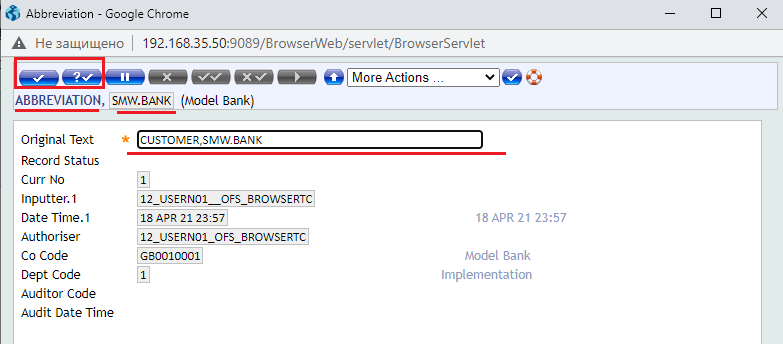 Abbreviation - Google Chrome
Не защищено 192.168.35.50:9089/BrowserWeb/servlet/BrowserServlet
More Actions ...
ABBREVIATION, SMW.BANK (Model Bank)
Original Text * CUSTOMER,SMW.BANK
Record Status
Curr No 1
Inputter.1 12_USERN01__OFS_BROWSERTC
Date Time.1 18 APR 21 23:57 18 APR 21 23:57
Authoriser 12_USERN01_OFS_BROWSERTC
Co Code GB0010001 Model Bank
Dept Code 1 Implementation
Auditor Code
Audit Date Time